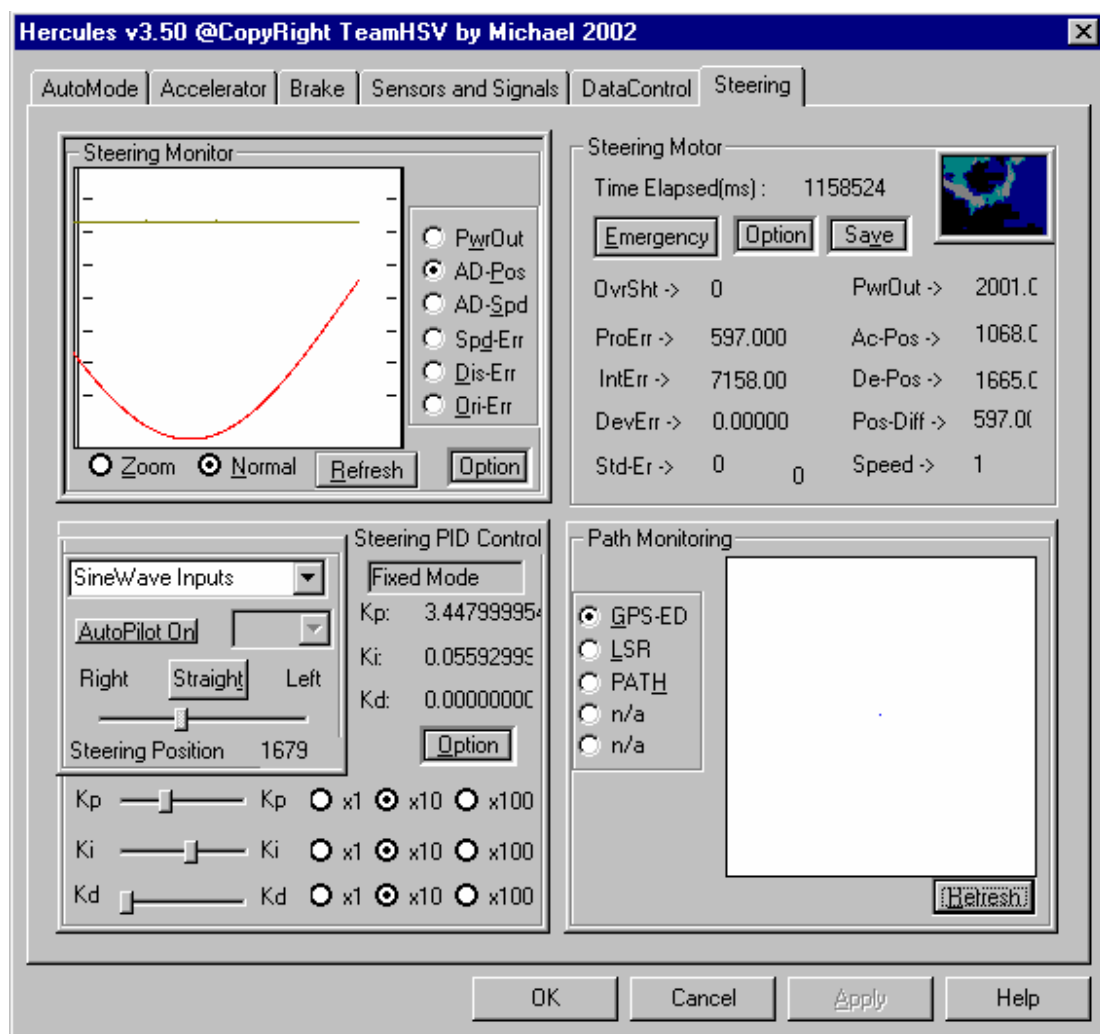 Hercules v3.50 @CopyRight TeamHSV by Michael 2002
AutoMode Accelerator Brake Sensors and Signals DataControl Steering
Steering Monitor
PwrOut
AD-Pos
AD-Spd
Spd-Err
Dis-Err
Ori-Err
Zoom Normal Refresh Option
Steering Motor
Time Elapsed(ms) : 1158524
Emergency Option Save
OvrSht -> 0 PwrOut -> 2001.
ProErr -> 597.000 Ac-Pos -> 1068.
IntErr -> 7158.00 De-Pos -> 1665.
DevErr -> 0.00000 Pos-Diff -> 597.0
Std-Er -> 0 0 Speed -> 1
Steering PID Control
SineWave Inputs
AutoPilot On
Right Straight Left
Steering Position 1679
Fixed Mode
Kp: 3.447999954
Ki: 0.0559299
Kd: 0.0000000
Option
Kp Kp x1 x10 x100
Ki Ki x1 x10 x100
Kd Kd x1 x10 x100
Path Monitoring
GPS-ED
LSR
PATH
n/a
n/a
Refresh
OK Cancel Apply Help